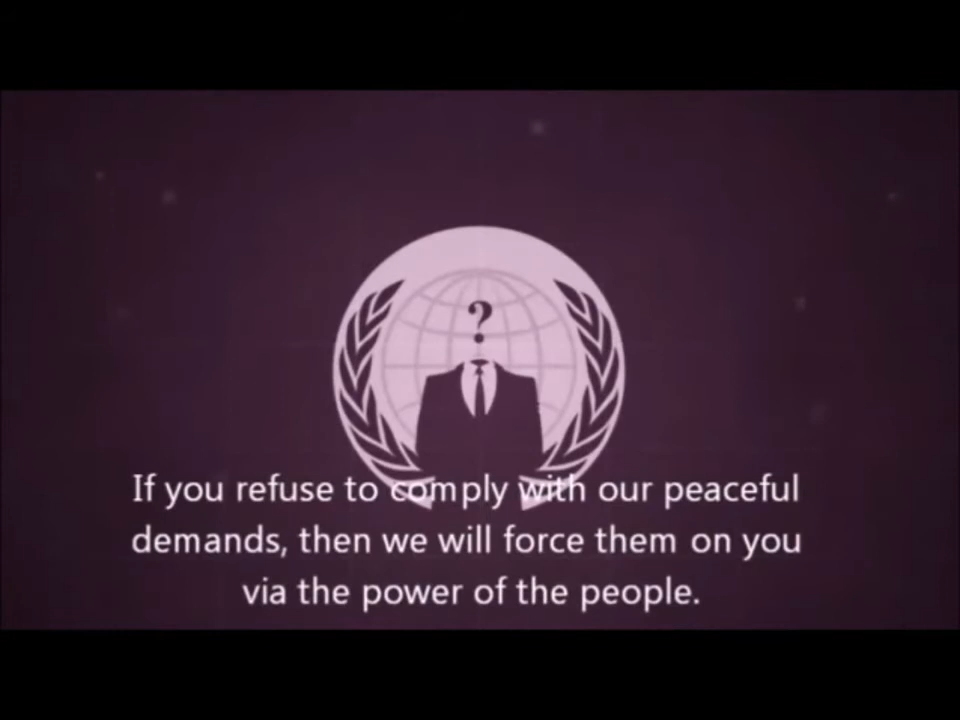 ?
If you refuse to comply with our peaceful
demands, then we will force them on you
via the power of the people.